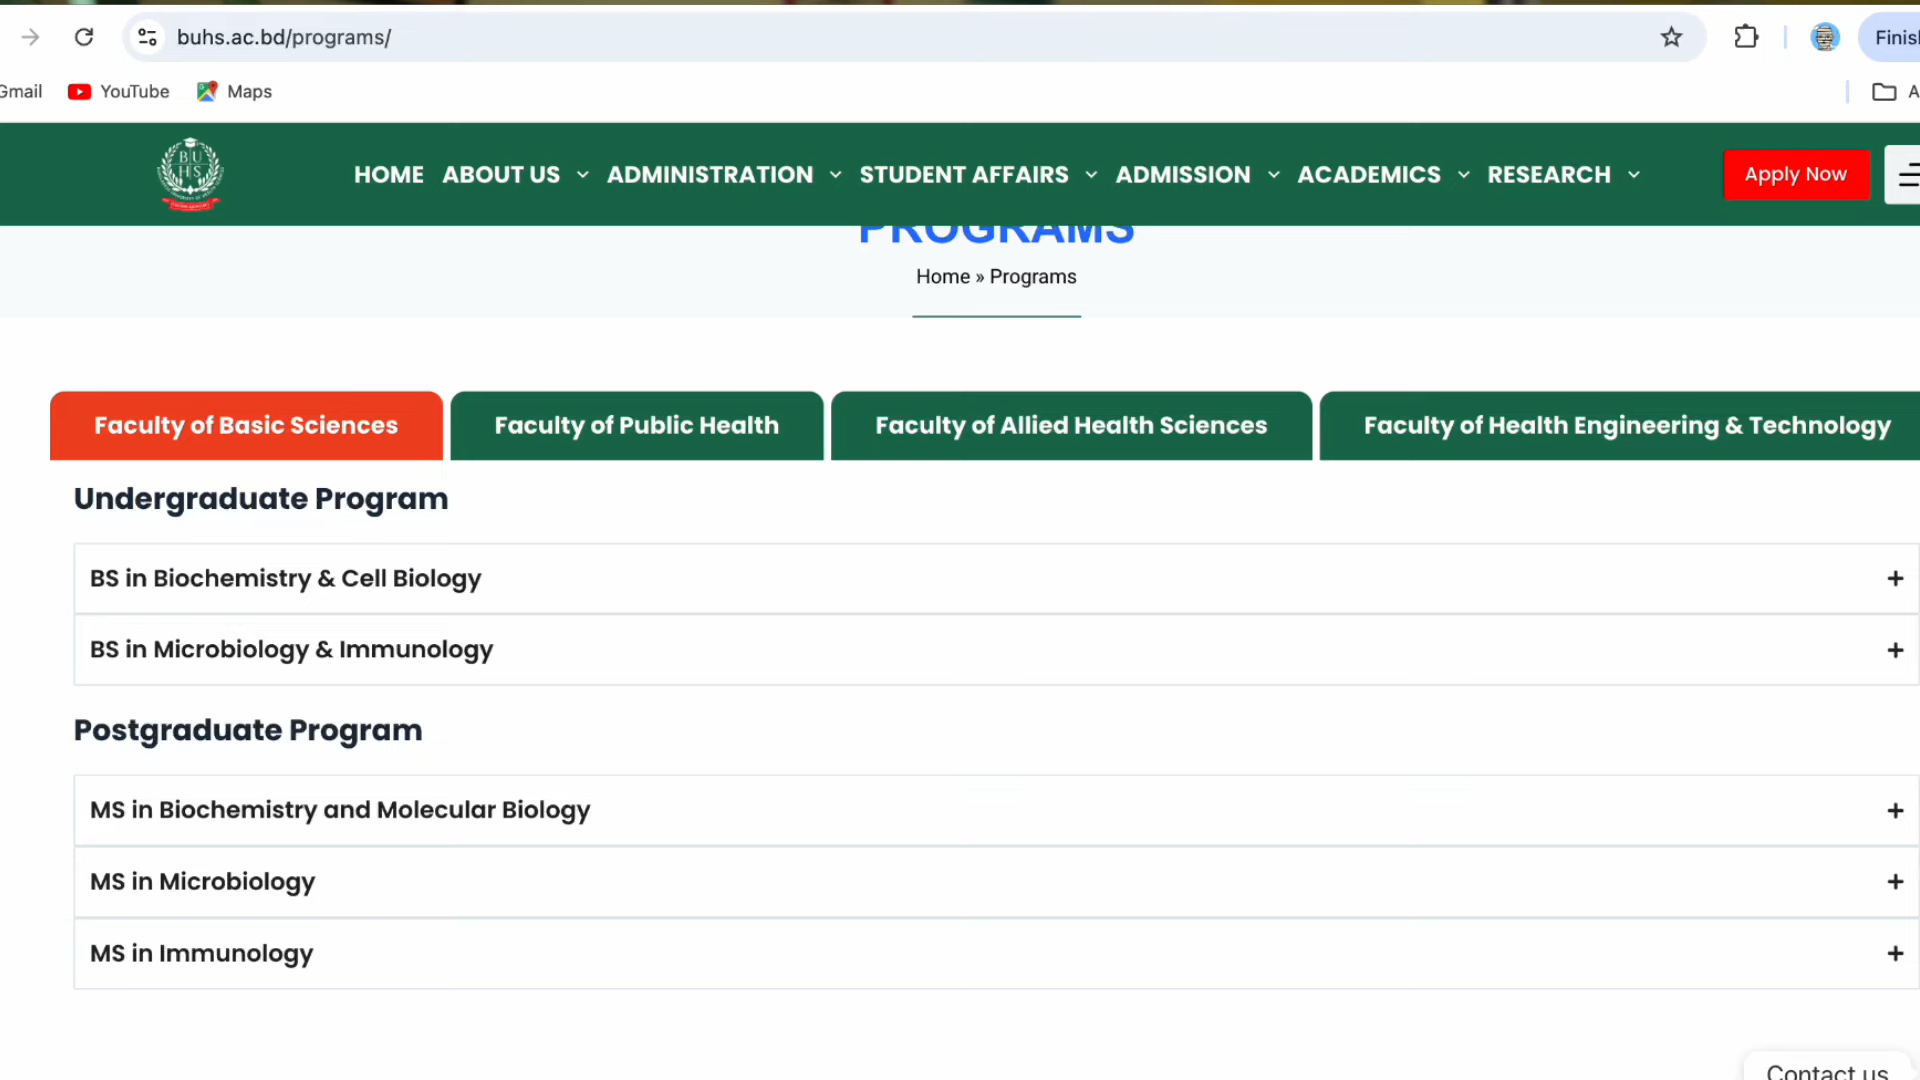 buhs.ac.bd/programs/
Gmail YouTube Maps
BUHS
HOME ABOUT US ADMINISTRATION STUDENT AFFAIRS ADMISSION ACADEMICS RESEARCH Apply Now
PROGRAMS
Home » Programs
Faculty of Basic Sciences Faculty of Public Health Faculty of Allied Health Sciences Faculty of Health Engineering & Technology
Undergraduate Program
BS in Biochemistry & Cell Biology +
BS in Microbiology & Immunology +
Postgraduate Program
MS in Biochemistry and Molecular Biology +
MS in Microbiology +
MS in Immunology +
Contact us